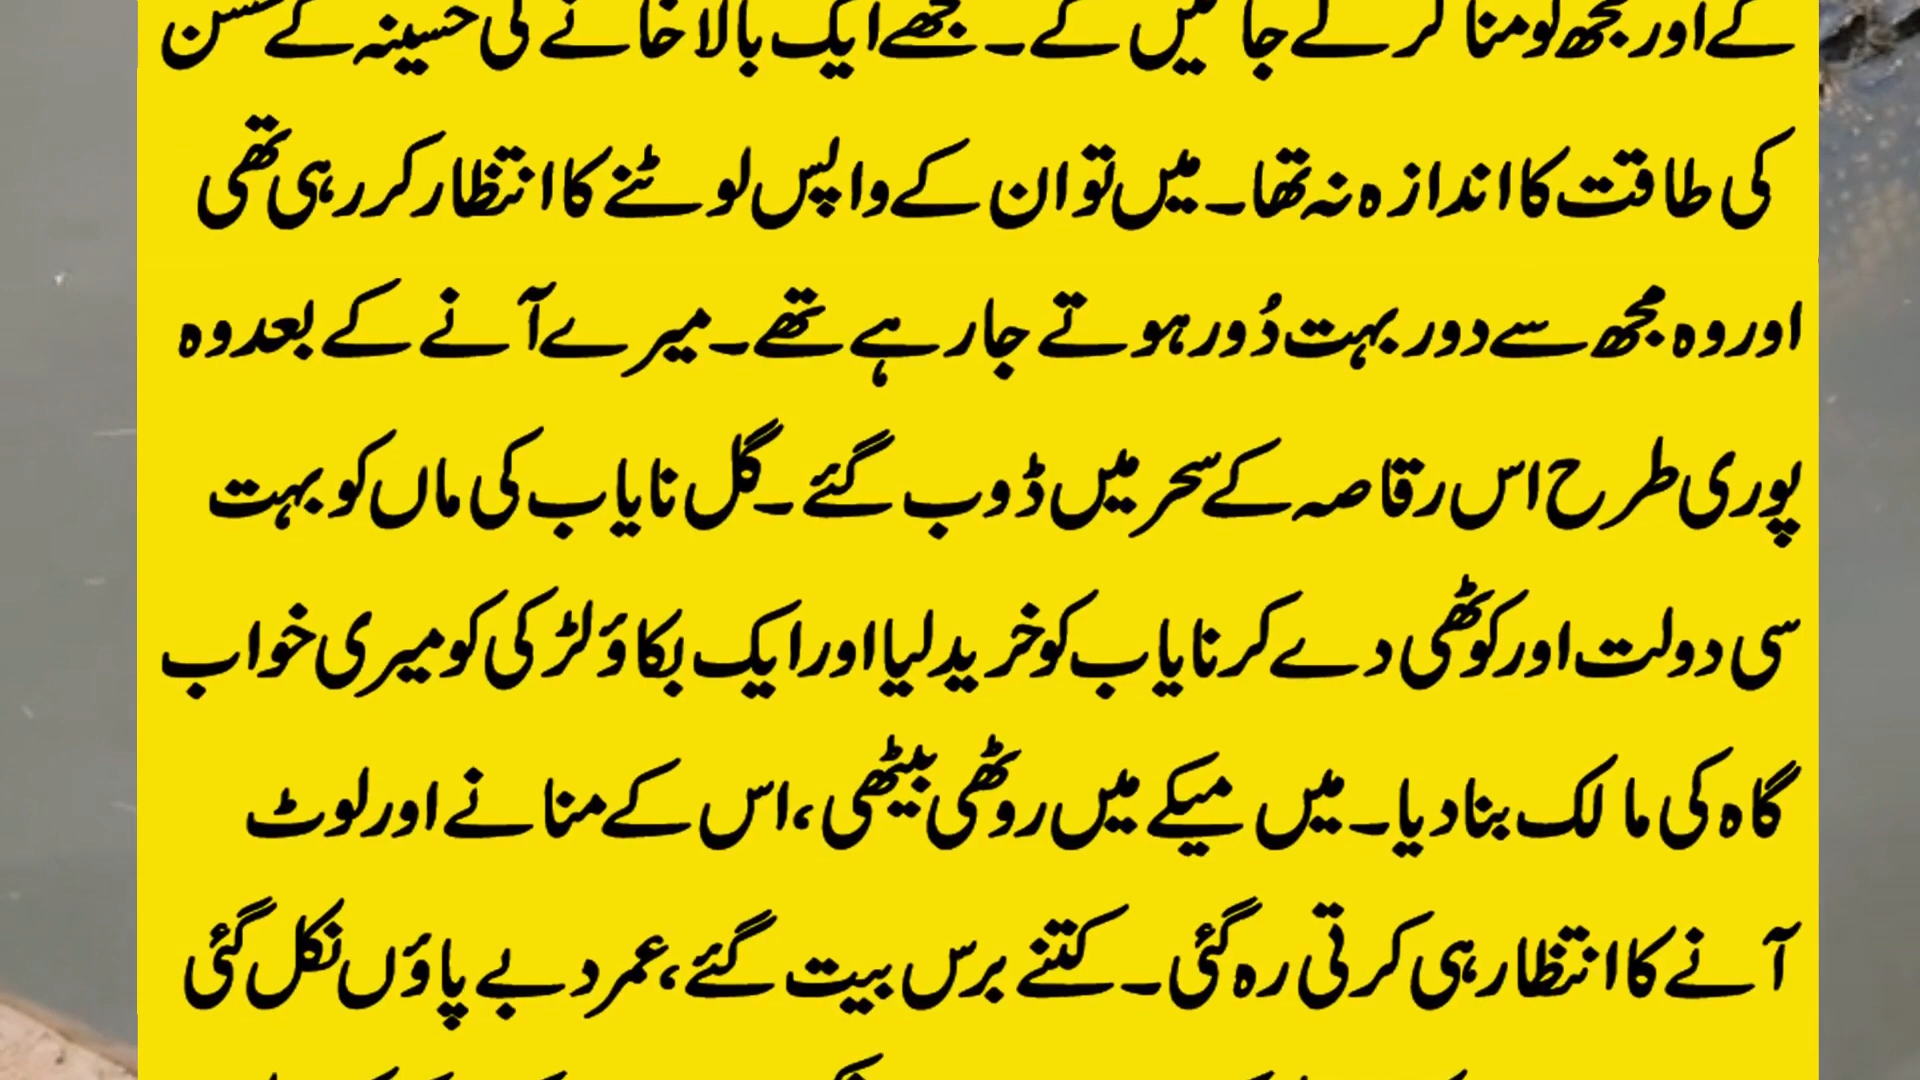 کے اور مجھ کو منا کر لے جائیں گے۔ مجھے ایک بالا خانے کی حسینہ کے حسن
کی طاقت کا اندازہ نہ تھا۔ میں تو ان کے واپس لوٹنے کا انتظار کر رہی تھی
اور وہ مجھ سے دور بہت دُور ہوتے جا رہے تھے۔ میرے آنے کے بعد وہ
پوری طرح اس رقاصہ کے سحر میں ڈوب گئے۔ گل نایاب کی ماں کو بہت
سی دولت اور کوٹھی دے کر نایاب کو خرید لیا اور ایک بکاؤ لڑکی کو میری خواب
گاہ کی مالک بنا دیا۔ میں میکے میں روٹھی بیٹھی، اس کے منانے اور لوٹ
آنے کا انتظار ہی کرتی رہ گئی۔ کتنے برس بیت گئے، عمر دبے پاؤں نکل گئی